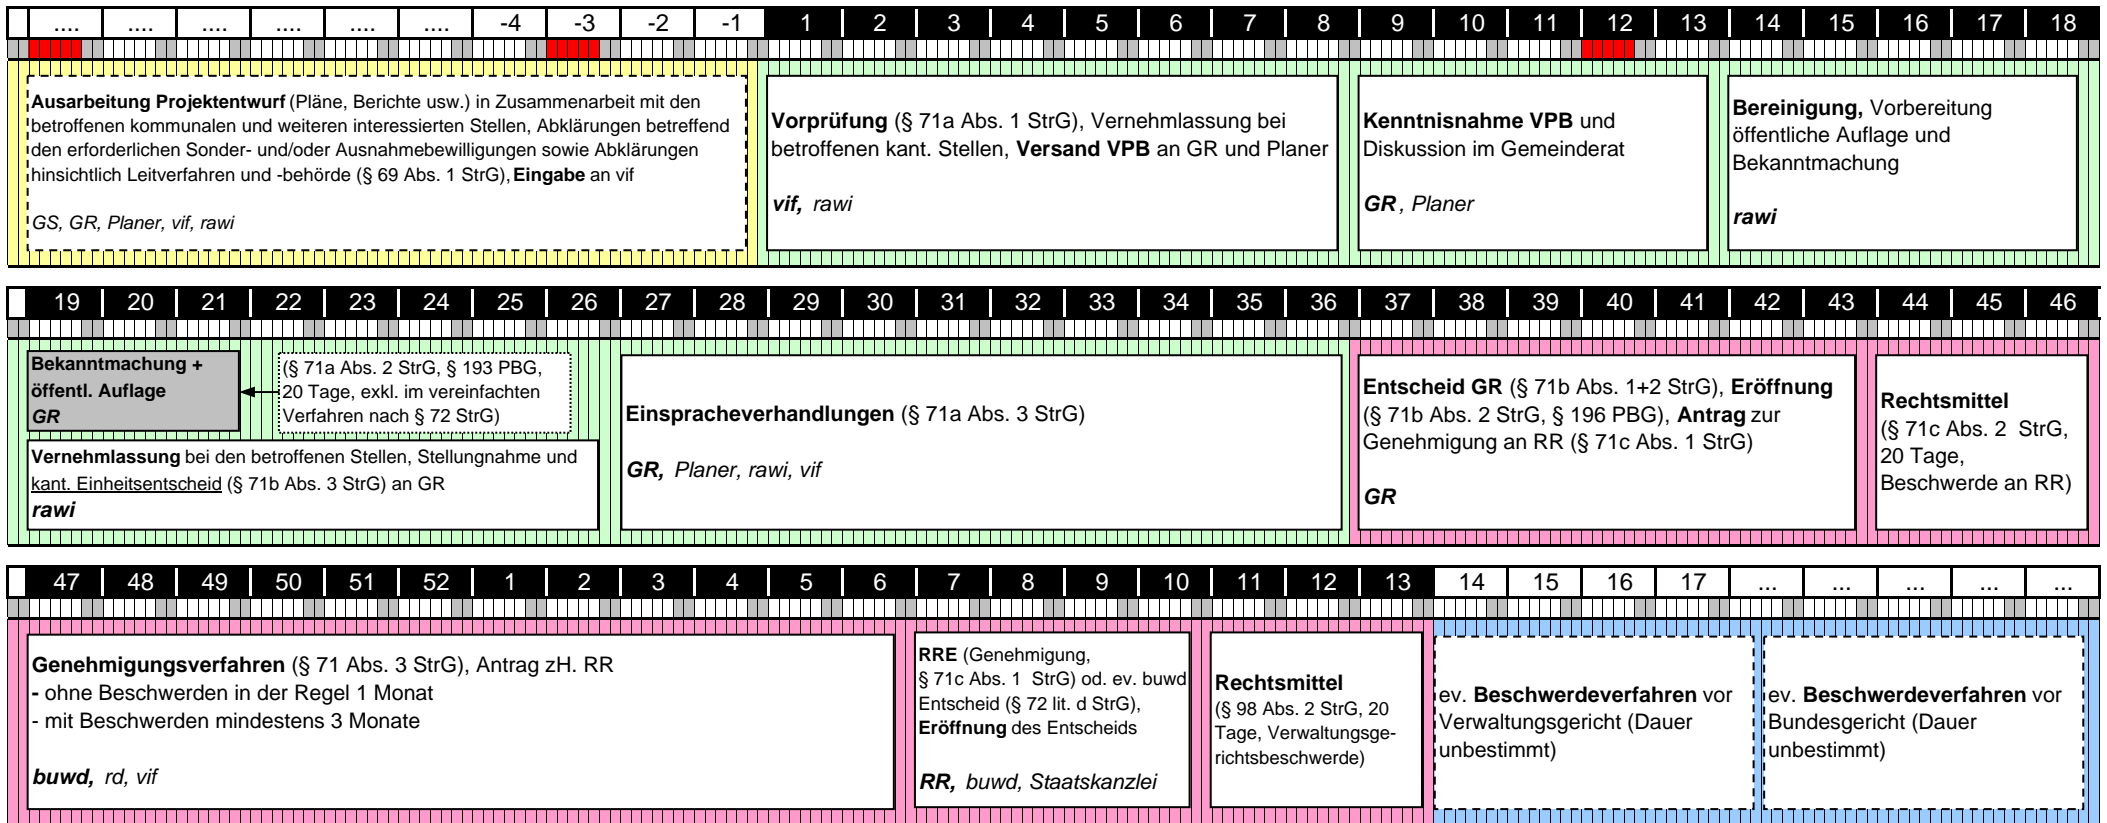 .... .... .... .... .... .... -4 -3 -2 -1 1 2 3 4 5 6 7 8 9 10 11 12 13 14 15 16 17 18
Ausarbeitung Projektentwurf (Pläne, Berichte usw.) in Zusammenarbeit mit den
betroffenen kommunalen und weiteren interessierten Stellen, Abklärungen betreffend
den erforderlichen Sonder- und/oder Ausnahmebewilligungen sowie Abklärungen
hinsichtlich Leitverfahren und -behörde (§ 69 Abs. 1 StrG), Eingabe an vif
GS, GR, Planer, vif, rawi
Vorprüfung (§ 71a Abs. 1 StrG), Vernehmlassung bei
betroffenen kant. Stellen, Versand VPB an GR und Planer
vif, rawi
Kenntnisnahme VPB und
Diskussion im Gemeinderat
GR, Planer
Bereinigung, Vorbereitung
öffentliche Auflage und
Bekanntmachung
rawi
19 20 21 22 23 24 25 26 27 28 29 30 31 32 33 34 35 36 37 38 39 40 41 42 43 44 45 46
Bekanntmachung +
öffentl. Auflage
GR
(§ 71a Abs. 2 StrG, § 193 PBG,
20 Tage, exkl. im vereinfachten
Verfahren nach § 72 StrG)
Vernehmlassung bei den betroffenen Stellen, Stellungnahme und
kant. Einheitsentscheid (§ 71b Abs. 3 StrG) an GR
rawi
Einspracheverhandlungen (§ 71a Abs. 3 StrG)
GR, Planer, rawi, vif
Entscheid GR (§ 71b Abs. 1+2 StrG), Eröffnung
(§ 71b Abs. 2 StrG, § 196 PBG), Antrag zur
Genehmigung an RR (§ 71c Abs. 1 StrG)
GR
Rechtsmittel
(§ 71c Abs. 2 StrG,
20 Tage,
Beschwerde an RR)
47 48 49 50 51 52 1 2 3 4 5 6 7 8 9 10 11 12 13 14 15 16 17 ... ... ... ... ...
Genehmigungsverfahren (§ 71 Abs. 3 StrG), Antrag zH. RR
- ohne Beschwerden in der Regel 1 Monat
- mit Beschwerden mindestens 3 Monate
buwd, rd, vif
RRE (Genehmigung,
§ 71c Abs. 1 StrG) od. ev. buwd
Entscheid (§ 72 lit. d StrG),
Eröffnung des Entscheids
RR, buwd, Staatskanzlei
Rechtsmittel
(§ 98 Abs. 2 StrG, 20
Tage, Verwaltungsge-
richtsbeschwerde)
ev. Beschwerdeverfahren vor
Verwaltungsgericht (Dauer
unbestimmt)
ev. Beschwerdeverfahren vor
Bundesgericht (Dauer
unbestimmt)